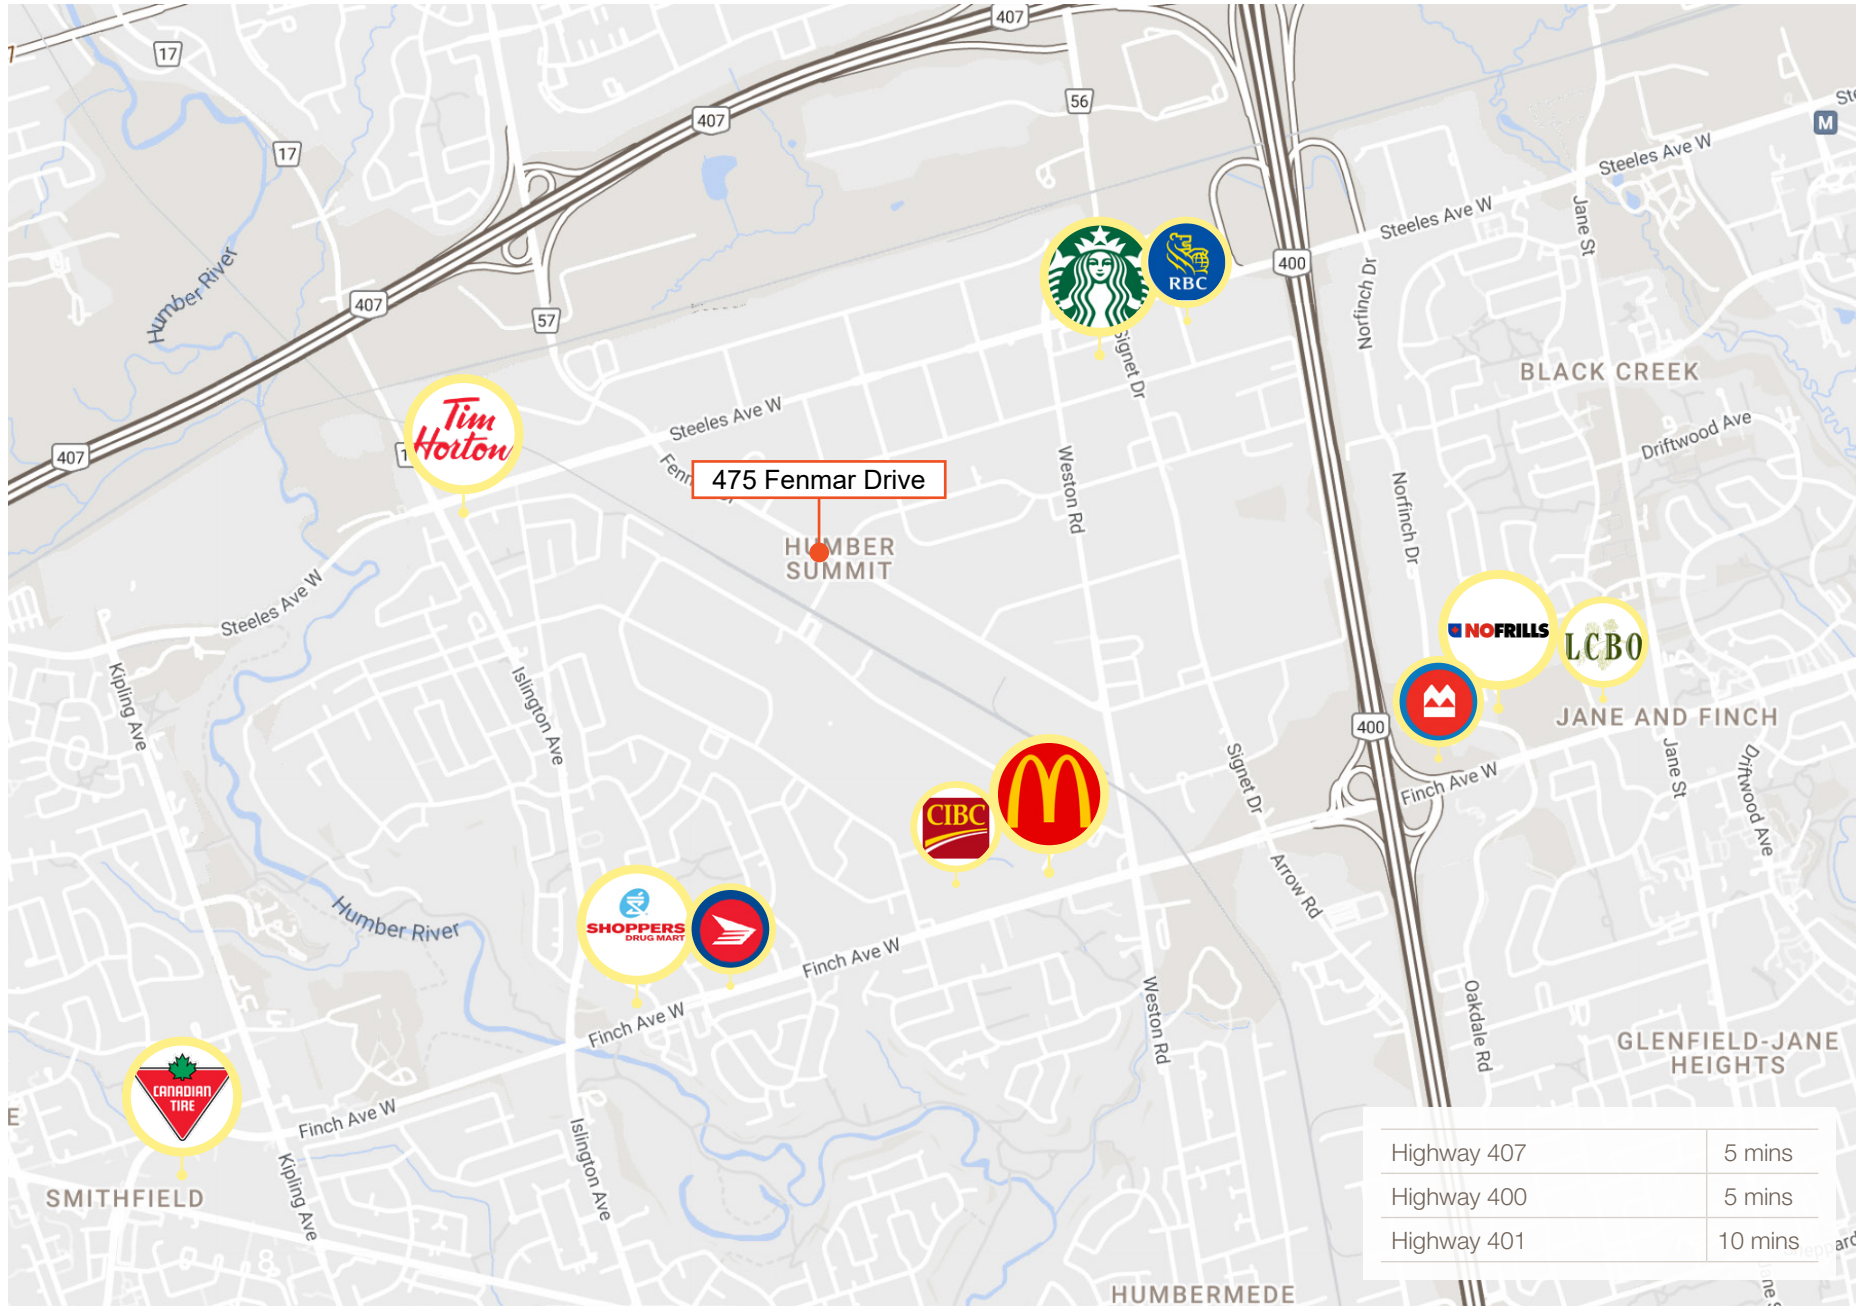 407
17
56
407
M
Steeles Ave W
17
Steeles Ave W
Jane St
Humber River
RBC
400
407
57
Norfinch Dr
Signet Dr
BLACK CREEK
Tim
Horton
Steeles Ave W
Driftwood Ave
407
475 Fenmar Drive
Weston Rd
Norfinch Dr
HUMBER
SUMMIT
Steeles Ave W
NOFRILLS
LCBO
Kipling Ave
Islington Ave
JANE AND FINCH
400
Signet Dr
Finch Ave W
Jane St
Driftwood Ave
CIBC
Arrow Rd
SHOPPERS
DRUG MART
Humber River
Finch Ave W
Finch Ave W
Weston Rd
Oakdale Rd
GLENFIELD-JANE
HEIGHTS
CANADIAN
TIRE
Finch Ave W
Islington Ave
Kipling Ave
SMITHFIELD
Highway 407 5 mins
Highway 400 5 mins
Highway 401 10 mins
8
HUMBERMEDE